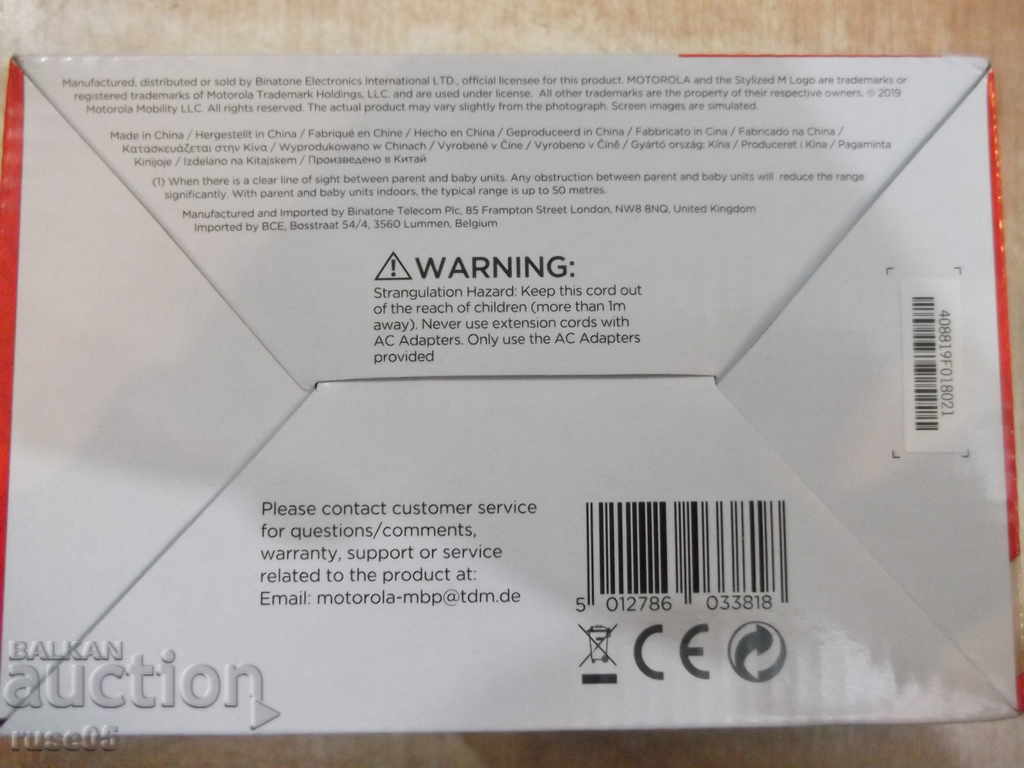 Manufactured, distributed or sold by Binatone Electronics International LTD., official licensee for this product. MOTOROLA and the Stylized M Logo are trademarks or
registered trademarks of Motorola Trademark Holdings, LLC. and are used under license. All other trademarks are the property of their respective owners. © 2019
Motorola Mobility LLC. All rights reserved. The actual product may vary slightly from the photograph. Screen images are simulated.
Made in China / Hergestellt in China / Fabriqué en Chine / Hecho en China / Geproduceerd in China / Fabbricato in Cina / Fabricado na China /
Κατασκευάζεται στην Κίνα / Wyprodukowano w Chinach / Vyrobené v Číne / Vyrobeno v Číně / Gyártó ország: Kína / Produceret i Kina / Pagaminta
Kinijoje / Izdelano na Kitajskem / Произведено в Китай
(1) When there is a clear line of sight between parent and baby units. Any obstruction between parent and baby units will reduce the range
significantly. With parent and baby units indoors, the typical range is up to 50 metres.
Manufactured and Imported by Binatone Telecom Plc, 85 Frampton Street London, NW8 8NQ, United Kingdom
Imported by BCE, Bosstraat 54/4, 3560 Lummen, Belgium
WARNING:
Strangulation Hazard: Keep this cord out
of the reach of children (more than 1m
away). Never use extension cords with
AC Adapters. Only use the AC Adapters
provided
408819F018021
Please contact customer service
for questions/comments,
warranty, support or service
related to the product at:
Email: motorola-mbp@tdm.de
5 012786 033818
CE
BALKAN
auction
ruse05